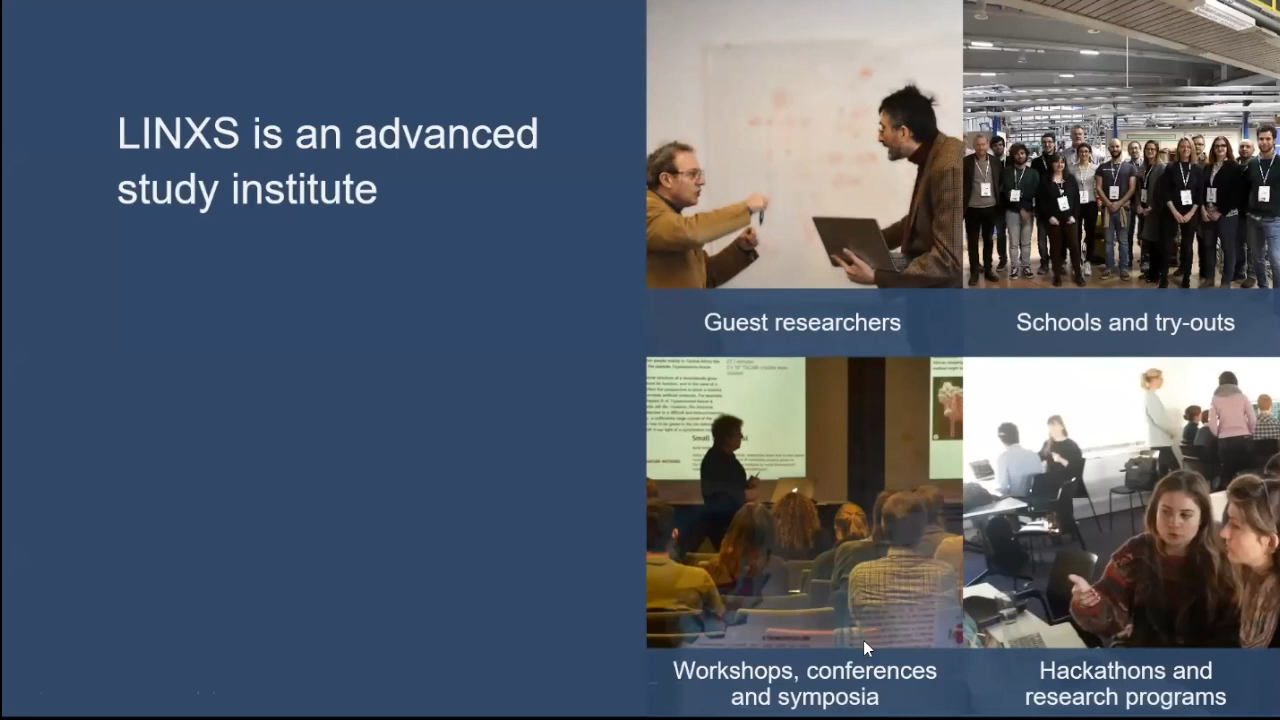 LINXS is an advanced
study institute
Guest researchers
Schools and try-outs
Small
Workshops, conferences
and symposia
Hackathons and
research programs